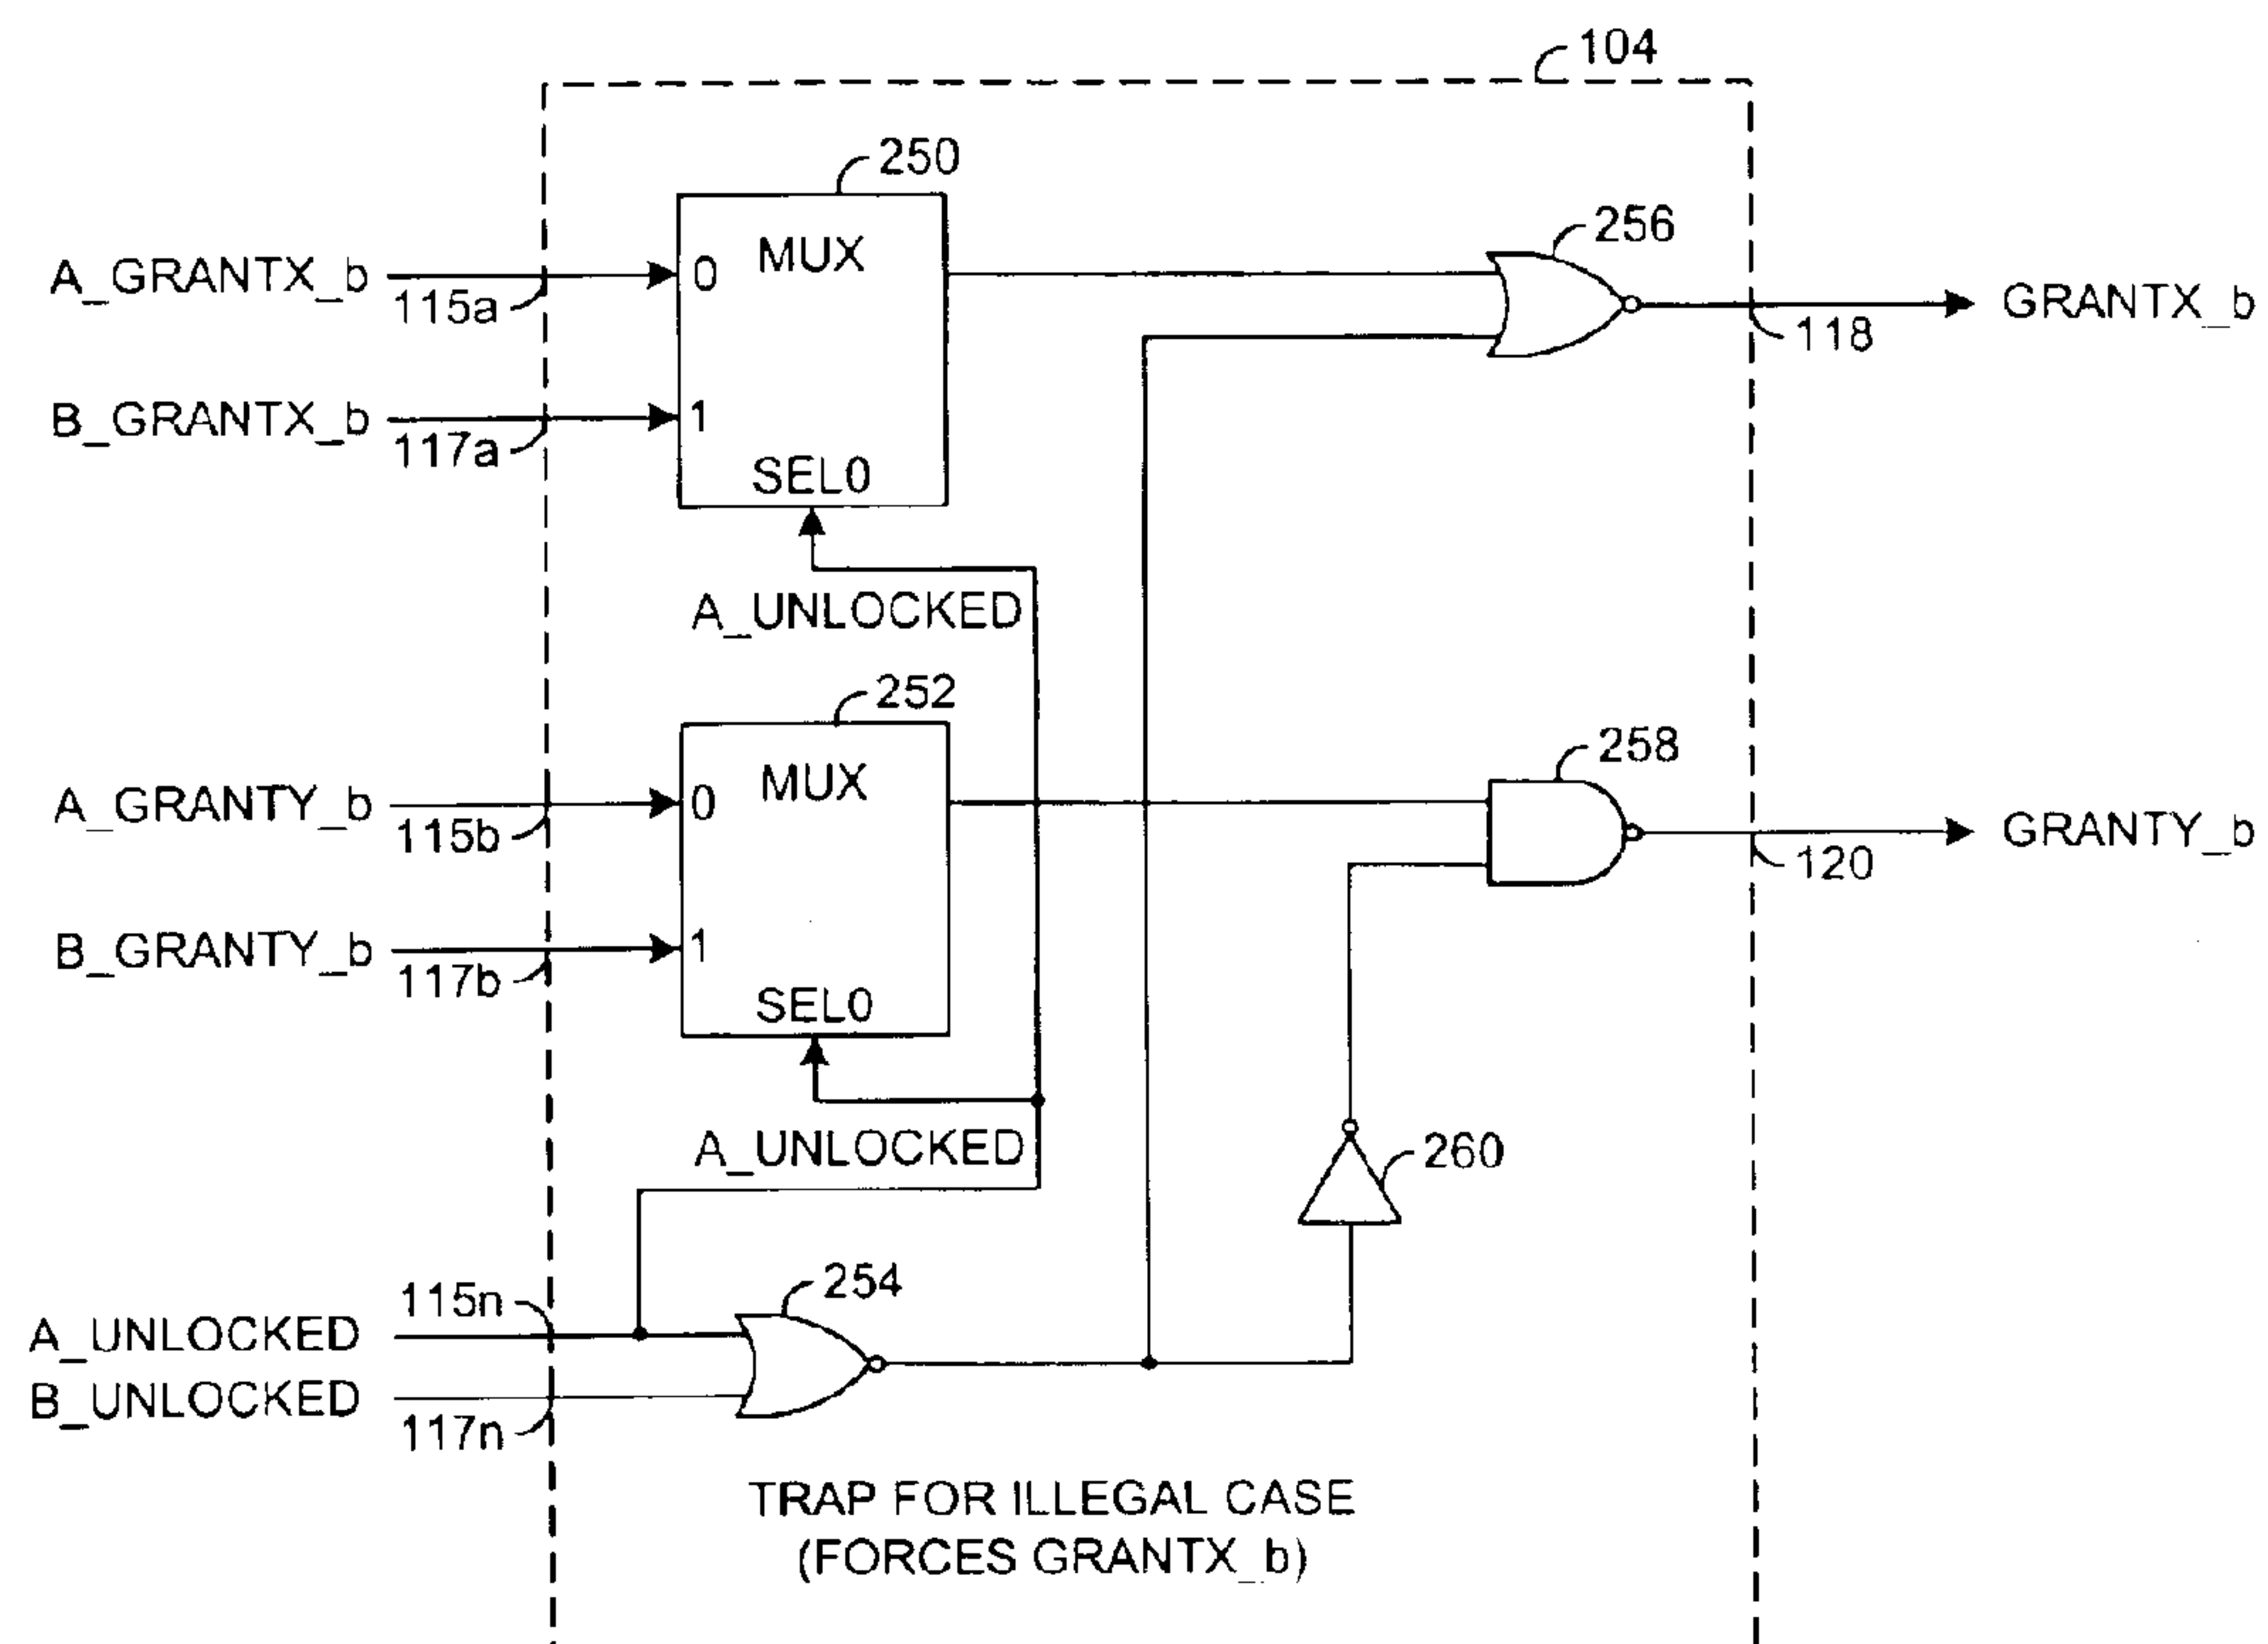 104
250
A_GRANTX_b
115a
0 MUX
256
GRANTX_b
118
B_GRANTX_b
117a
1
SEL0
A_UNLOCKED
252
A_GRANTY_b
115b
0 MUX
258
GRANTY_b
120
B_GRANTY_b
117b
1
SEL0
A_UNLOCKED
260
254
115n
A_UNLOCKED
B_UNLOCKED
117n
TRAP FOR ILLEGAL CASE
(FORCES GRANTX_b)